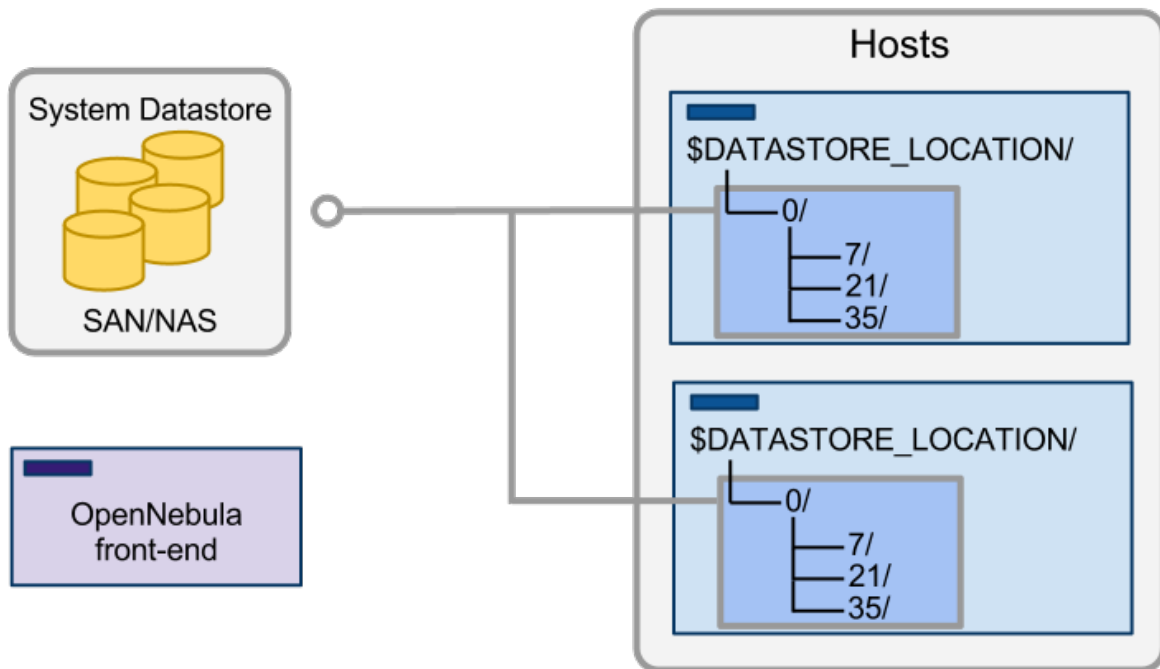 System Datastore
SAN/NAS
OpenNebula
front-end
Hosts
$DATASTORE_LOCATION/
0/
7/
21/
35/
$DATASTORE_LOCATION/
0/
7/
21/
35/